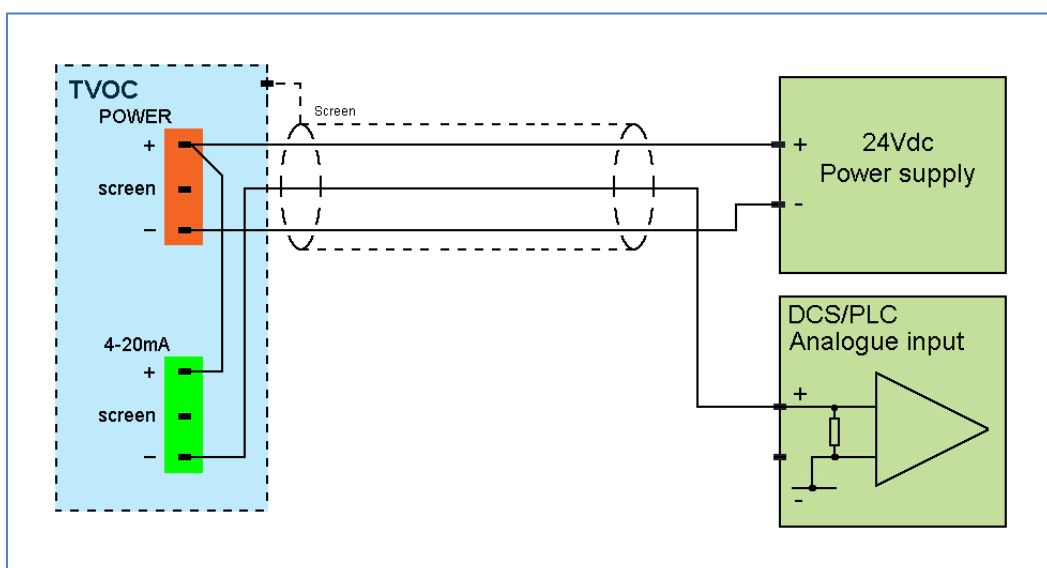 TVOC
POWER
+
screen
−
4-20mA
+
screen
−
Screen
24Vdc
Power supply
+
-
DCS/PLC
Analogue input
+
-